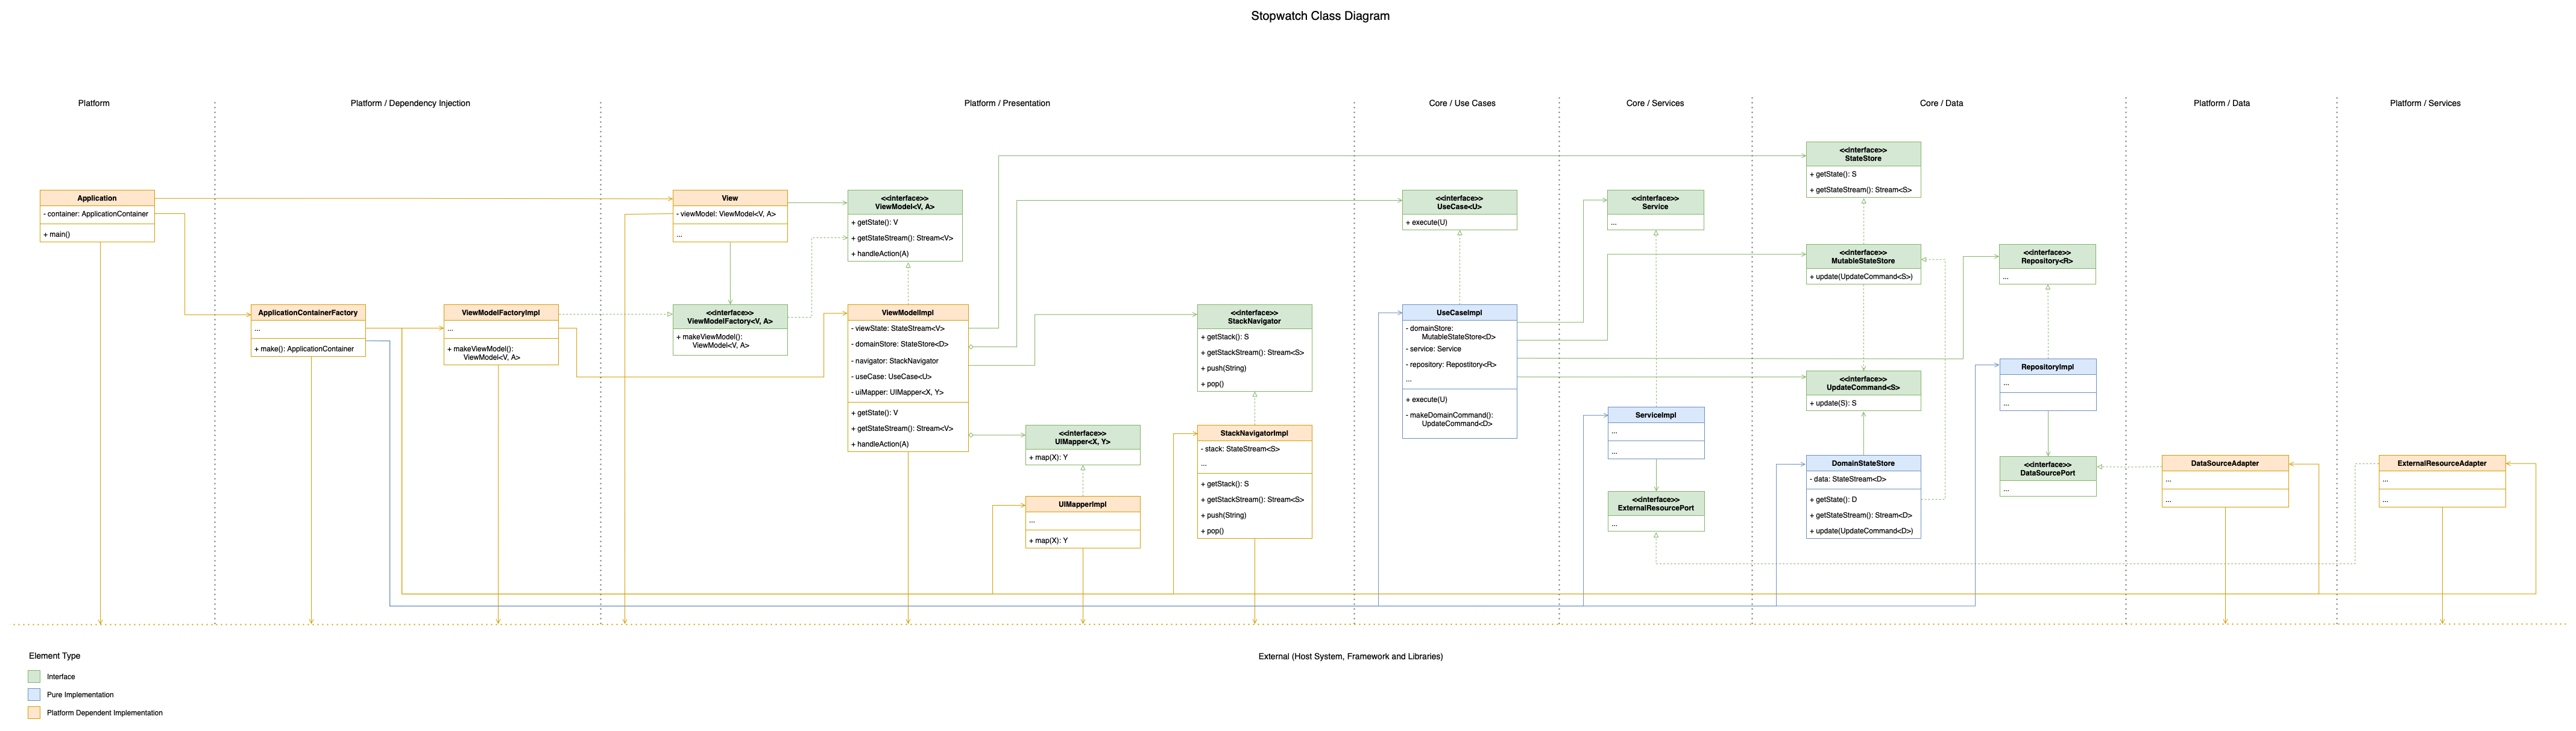 Stopwatch Class Diagram
Platform
Platform / Dependency Injection
Platform / Presentation
Core / Use Cases
Core / Services
Core / Data
Platform / Data
Platform / Services
Application
- container: ApplicationContainer
+ main()
ApplicationContainerFactory
...
+ make(): ApplicationContainer
ViewModelFactoryImpl
...
+ makeViewModel():
ViewModel<V, A>
View
- viewModel: ViewModel<V, A>
...
<<interface>>
ViewModelFactory<V, A>
+ makeViewModel():
ViewModel<V, A>
<<interface>>
ViewModel<V, A>
+ getState(): V
+ getStateStream(): Stream<V>
+ handleAction(A)
ViewModelImpl
- viewState: StateStream<V>
- domainStore: StateStore<D>
- navigator: StackNavigator
- useCase: UseCase<U>
- uiMapper: UIMapper<X, Y>
+ getState(): V
+ getStateStream(): Stream<V>
+ handleAction(A)
<<interface>>
UIMapper<X, Y>
+ map(X): Y
UIMapperImpl
...
+ map(X): Y
<<interface>>
StackNavigator
+ getStack(): S
+ getStackStream(): Stream<S>
+ push(String)
+ pop()
StackNavigatorImpl
- stack: StateStream<S>
...
+ getStack(): S
+ getStackStream(): Stream<S>
+ push(String)
+ pop()
<<interface>>
UseCase<U>
+ execute(U)
UseCaseImpl
- domainStore:
MutableStateStore<D>
- service: Service
- repository: Repostitory<R>
...
+ execute(U)
- makeDomainCommand():
UpdateCommand<D>
<<interface>>
Service
...
ServiceImpl
...
...
<<interface>>
ExternalResourcePort
...
<<interface>>
StateStore
+ getState(): S
+ getStateStream(): Stream<S>
<<interface>>
MutableStateStore
+ update(UpdateCommand<S>)
<<interface>>
UpdateCommand<S>
+ update(S): S
DomainStateStore
- data: StateStream<D>
+ getState(): D
+ getStateStream(): Stream<D>
+ update(UpdateCommand<D>)
<<interface>>
Repository<R>
...
RepositoryImpl
...
...
<<interface>>
DataSourcePort
...
DataSourceAdapter
...
...
ExternalResourceAdapter
...
...
External (Host System, Framework and Libraries)
Element Type
Interface
Pure Implementation
Platform Dependent Implementation